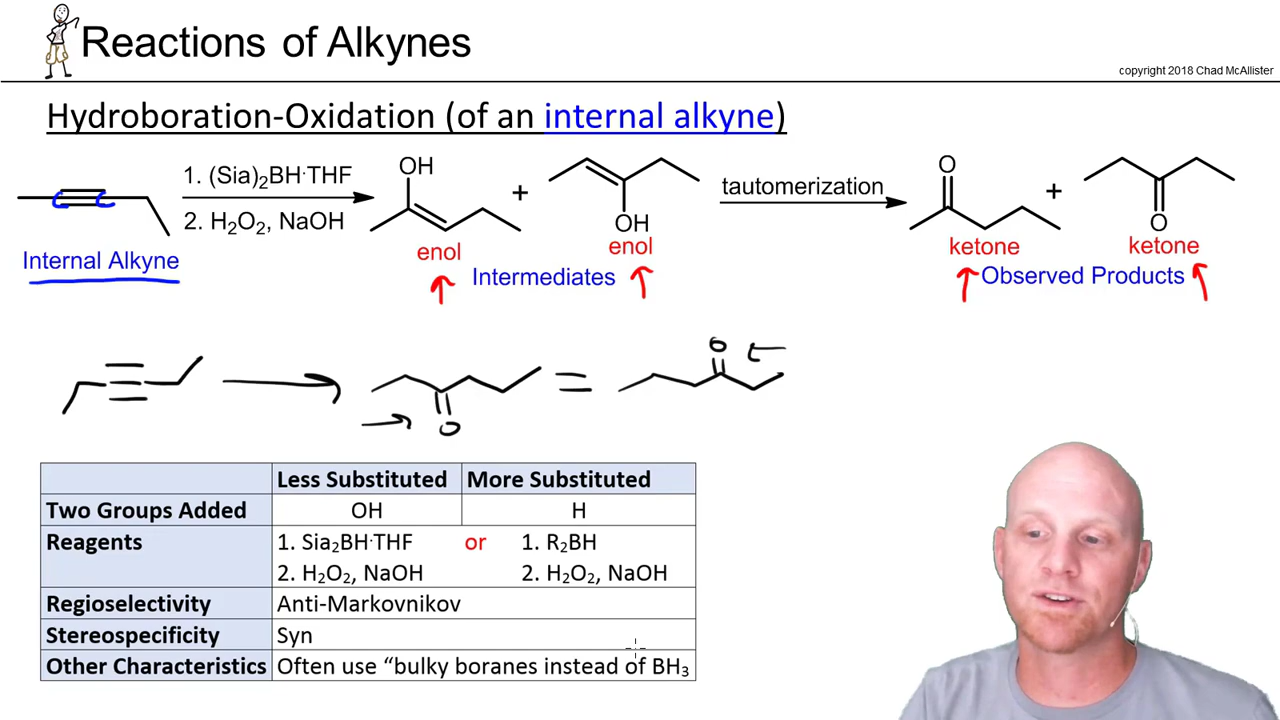 Reactions of Alkynes
copyright 2018 Chad McAllister
Hydroboration-Oxidation (of an internal alkyne)
1. (Sia)₂BH·THF
2. H₂O₂, NaOH
Internal Alkyne
OH
enol
+
OH
enol
Intermediates
tautomerization
O
ketone
+
O
ketone
Observed Products
O
=
O
Less Substituted More Substituted
Two Groups Added OH H
Reagents 1. Sia₂BH·THF or 1. R₂BH
2. H₂O₂, NaOH 2. H₂O₂, NaOH
Regioselectivity Anti-Markovnikov
Stereospecificity Syn
Other Characteristics Often use “bulky boranes instead of BH₃